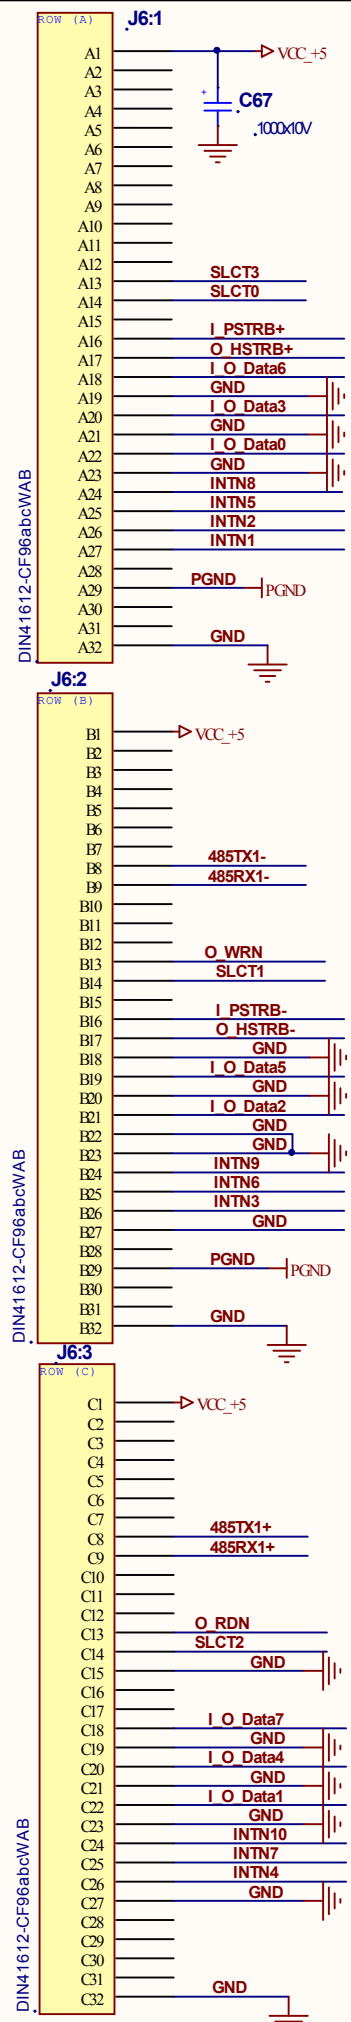 J6:1
ROW (A)
A1 VCC_+5
A2
A3 + C67
A4
A5 1000x10V
A6
A7
A8
A9
A10
A11
A12
A13 SLCT3
A14 SLCT0
A15
A16 I_PSTRB+
A17 O_HSTRB+
A18 I_O_Data6
A19 GND
A20 I_O_Data3
A21 GND
A22 I_O_Data0
A23 GND
A24 INTN8
A25 INTN5
A26 INTN2
A27 INTN1
A28
A29 PGND PGND
A30
A31
A32 GND
DIN41612-CF96abcWAB
J6:2
ROW (B)
B1 VCC_+5
B2
B3
B4
B5
B6
B7
B8 485TX1-
B9 485RX1-
B10
B11
B12
B13 O_WRN
B14 SLCT1
B15
B16 I_PSTRB-
B17 O_HSTRB-
B18 GND
B19 I_O_Data5
B20 GND
B21 I_O_Data2
B22 GND
B23 GND
B24 INTN9
B25 INTN6
B26 INTN3
B27 GND
B28
B29 PGND PGND
B30
B31
B32 GND
DIN41612-CF96abcWAB
J6:3
ROW (C)
C1 VCC_+5
C2
C3
C4
C5
C6
C7
C8 485TX1+
C9 485RX1+
C10
C11
C12
C13 O_RDN
C14 SLCT2
C15 GND
C16
C17
C18 I_O_Data7
C19 GND
C20 I_O_Data4
C21 GND
C22 I_O_Data1
C23 GND
C24 INTN10
C25 INTN7
C26 INTN4
C27 GND
C28
C29
C30
C31
C32 GND
DIN41612-CF96abcWAB